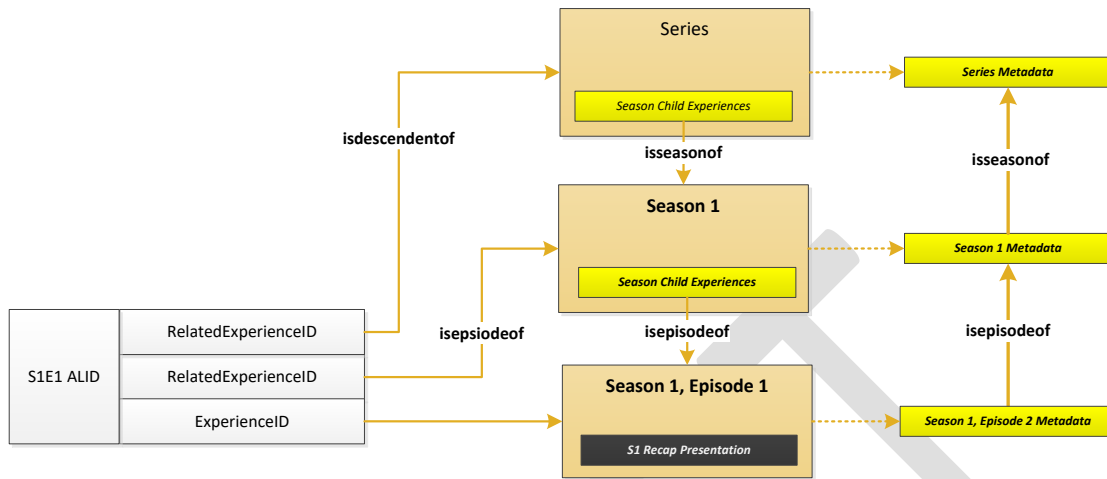 Series
Series Metadata
Season Child Experiences
isdescendentof
isseasonof
isseasonof
Season 1
Season 1 Metadata
Season Child Experiences
RelatedExperienceID
isepsiodeof
isepisodeof
isepisodeof
S1E1 ALID
RelatedExperienceID
Season 1, Episode 1
ExperienceID
Season 1, Episode 2 Metadata
S1 Recap Presentation